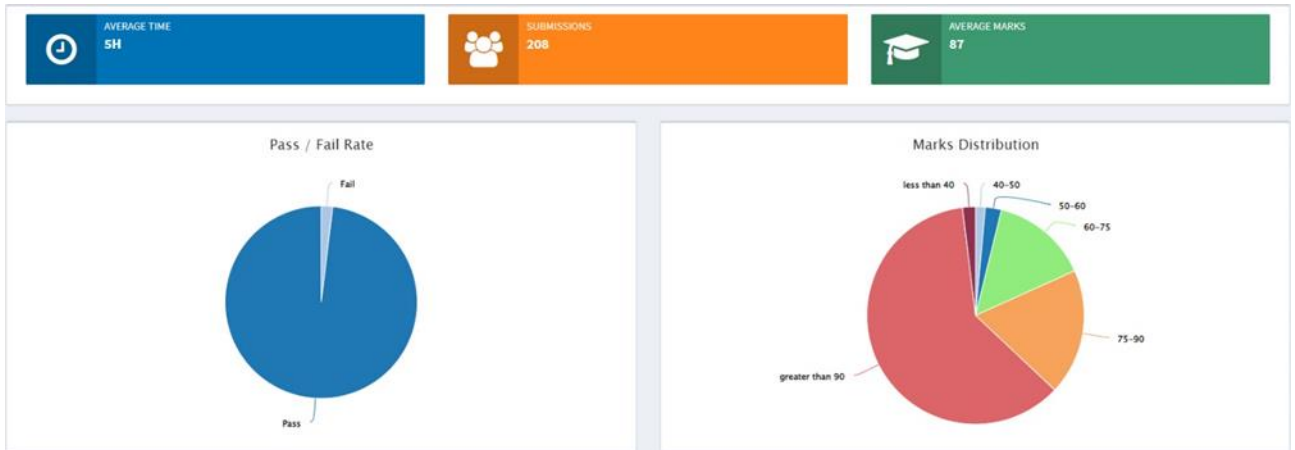 AVERAGE TIME
5H
SUBMISSIONS
208
AVERAGE MARKS
87
Pass / Fail Rate
Fail
Pass
Marks Distribution
less than 40
40-50
50-60
60-75
75-90
greater than 90